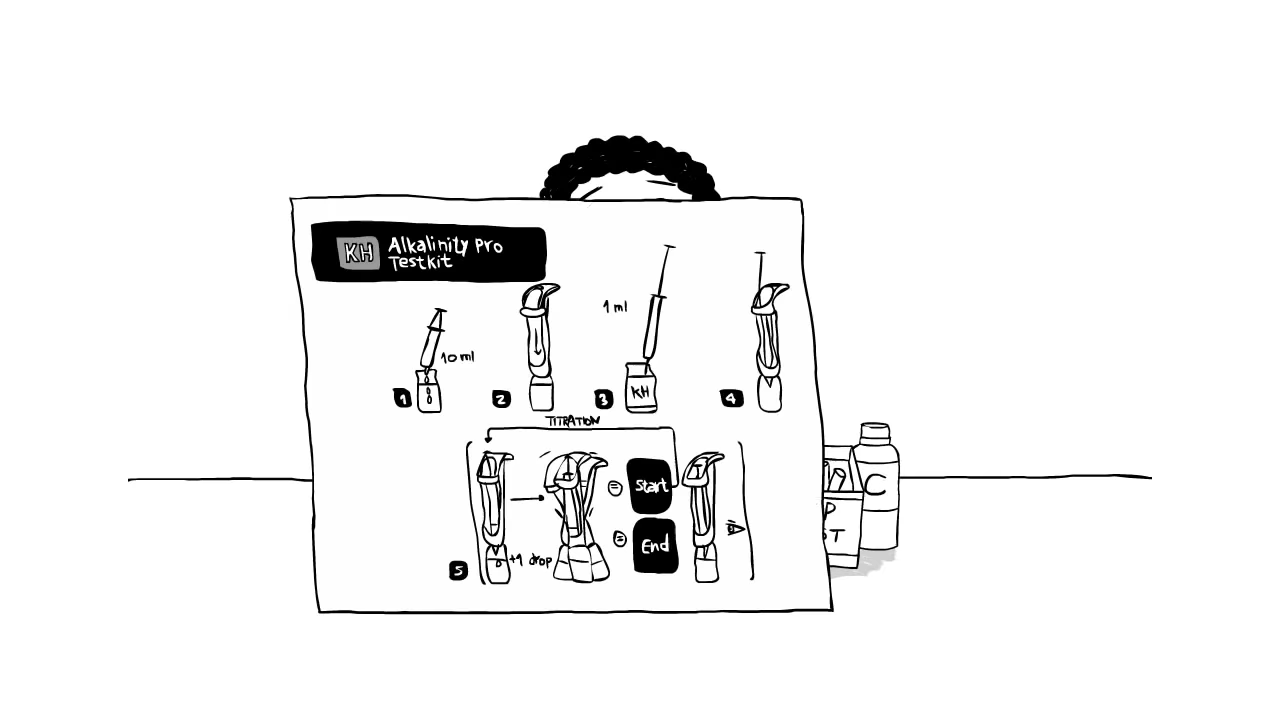 KH
Alkalinity Pro
Testkit
10 ml
1 ml
KH
1
2
3
4
TITRATION
Start
End
+1 drop
5
C
P
ST